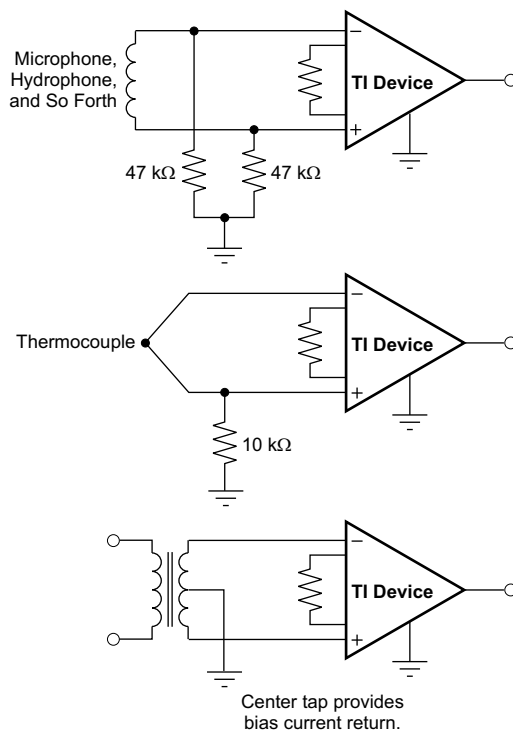 Microphone,
Hydrophone,
and So Forth
−
TI Device
+
47 kΩ
47 kΩ
−
TI Device
+
Thermocouple
10 kΩ
−
TI Device
+
Center tap provides
bias current return.